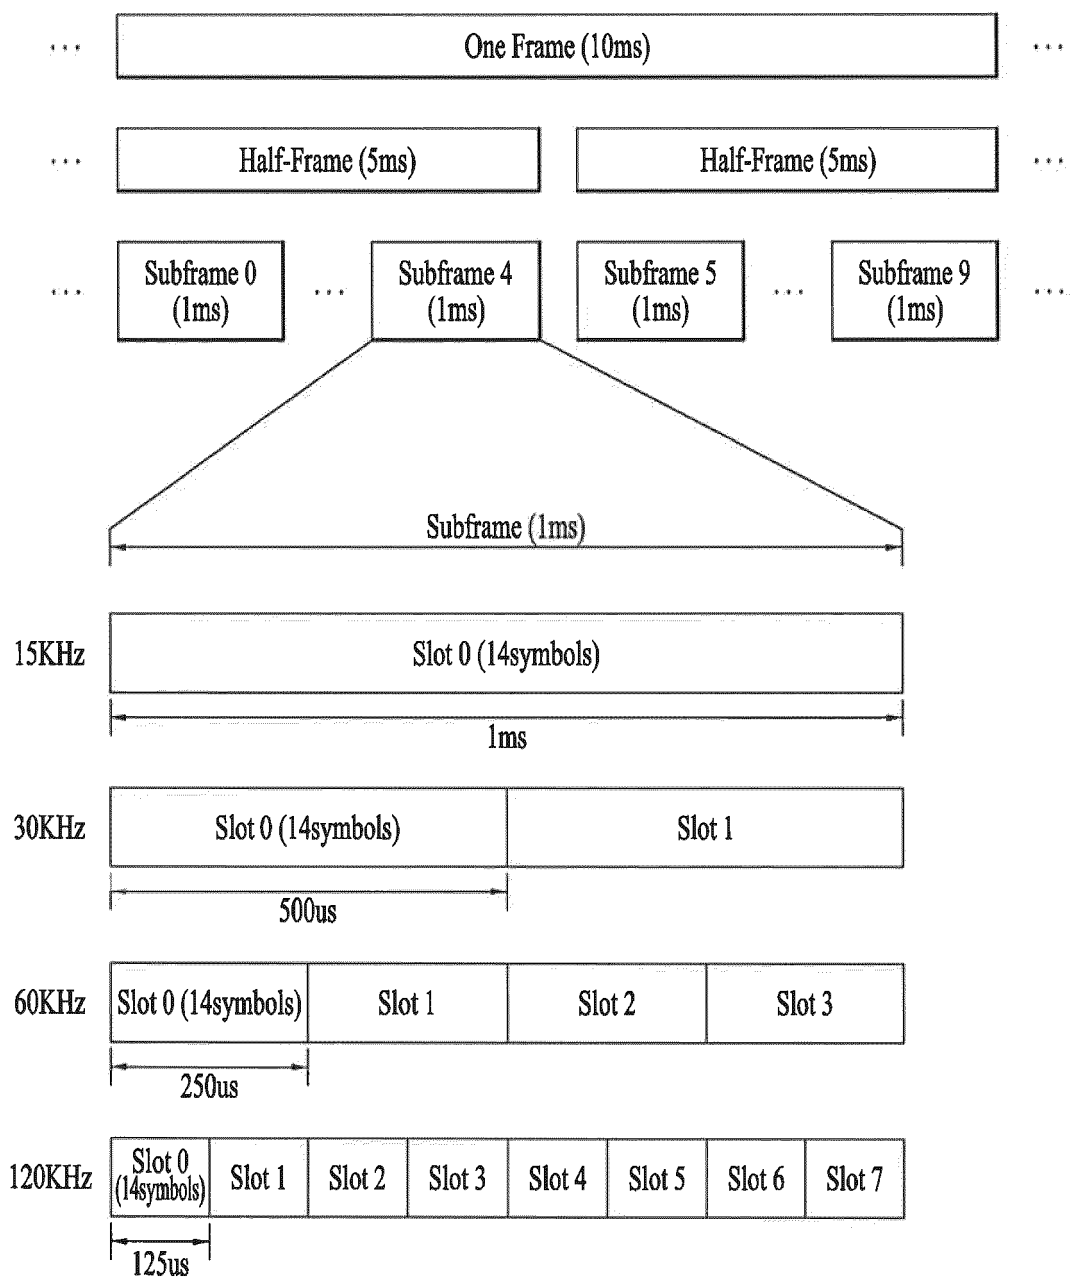 ... One Frame (10ms) ...
... Half-Frame (5ms) Half-Frame (5ms) ...
... Subframe 0 (1ms) ... Subframe 4 (1ms) Subframe 5 (1ms) ... Subframe 9 (1ms) ...
Subframe (1ms)
15KHz Slot 0 (14symbols)
1ms
30KHz Slot 0 (14symbols) Slot 1
500us
60KHz Slot 0 (14symbols) Slot 1 Slot 2 Slot 3
250us
120KHz Slot 0 (14symbols) Slot 1 Slot 2 Slot 3 Slot 4 Slot 5 Slot 6 Slot 7
125us